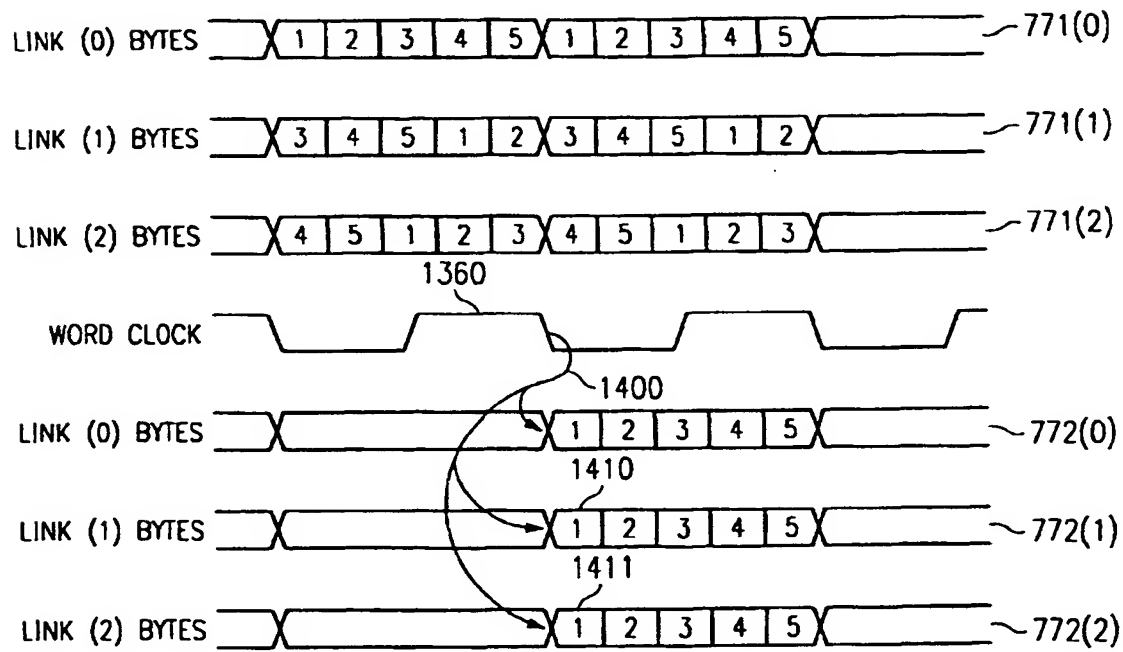 LINK (0) BYTES 1 2 3 4 5 1 2 3 4 5 771(0)
LINK (1) BYTES 3 4 5 1 2 3 4 5 1 2 771(1)
LINK (2) BYTES 4 5 1 2 3 4 5 1 2 3 771(2)
1360
WORD CLOCK
1400
LINK (0) BYTES 1 2 3 4 5 772(0)
1410
LINK (1) BYTES 1 2 3 4 5 772(1)
1411
LINK (2) BYTES 1 2 3 4 5 772(2)